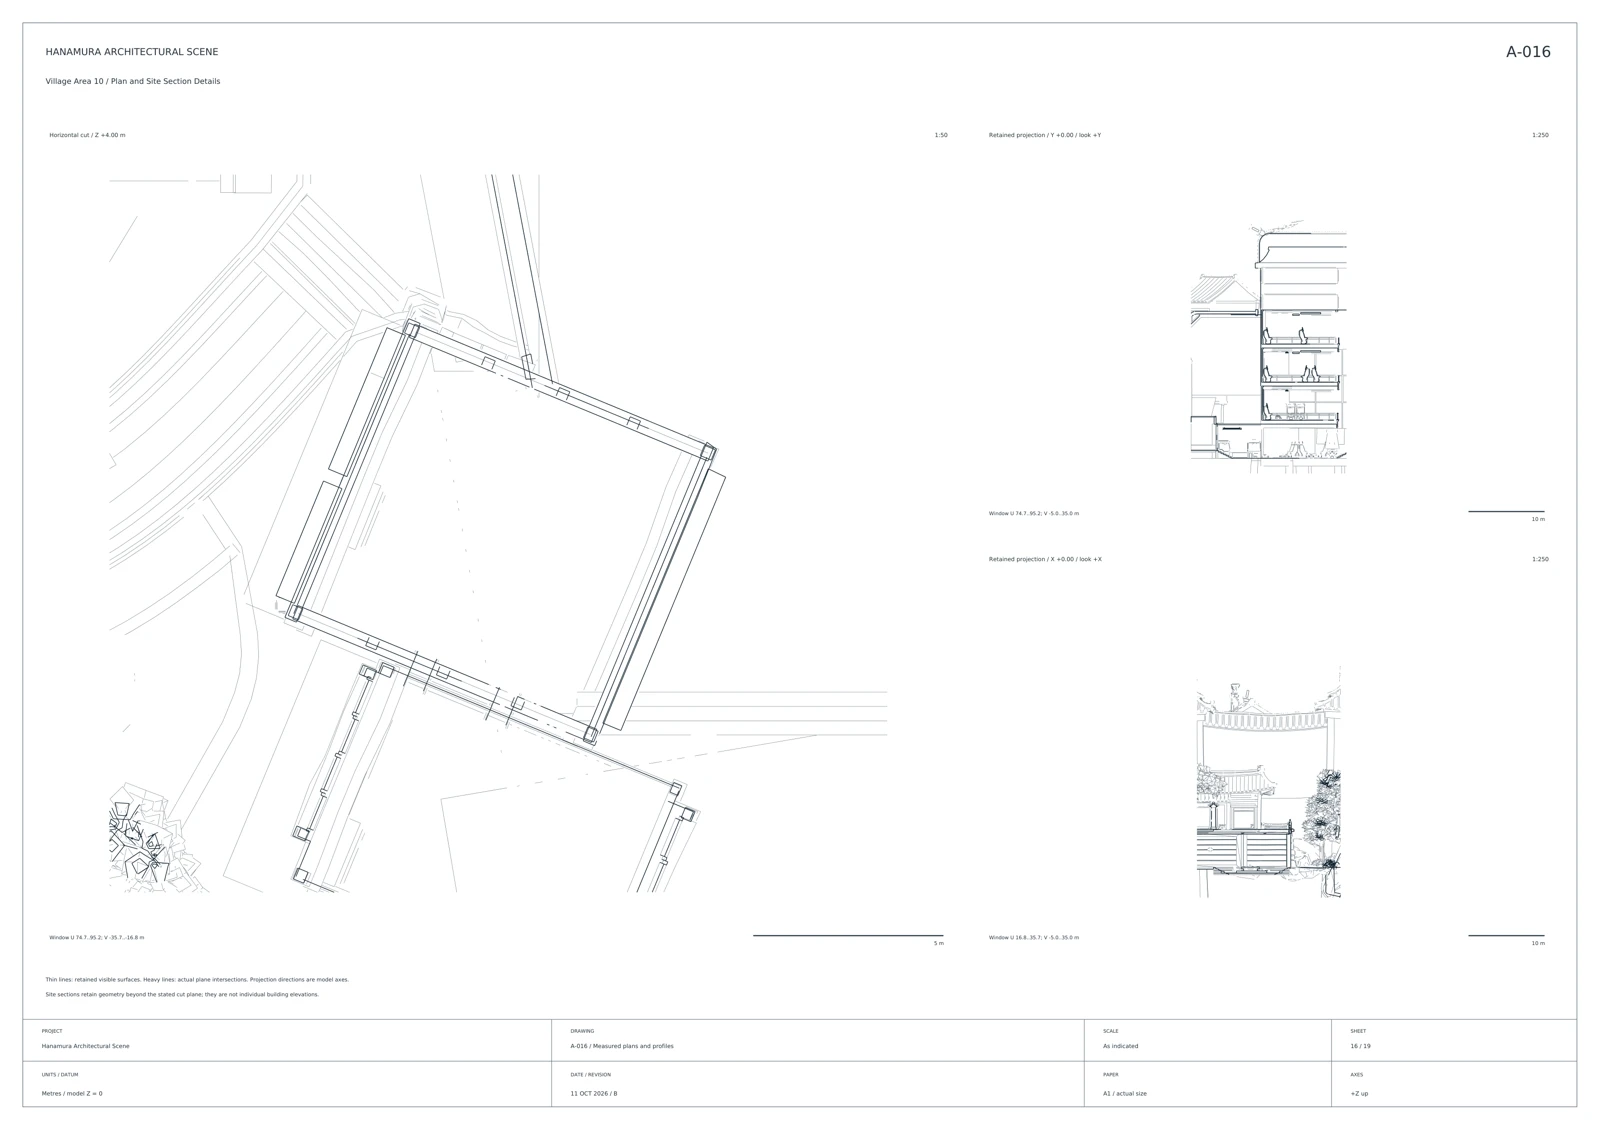 HANAMURA ARCHITECTURAL SCENE
A-016
Village Area 10 / Plan and Site Section Details
Horizontal cut / Z +4.00 m
1:50
Retained projection / Y +0.00 / look +Y
1:250
Window U 74.7..95.2; V -5.0..35.0 m
10 m
Retained projection / X +0.00 / look +X
1:250
Window U 74.7..95.2; V -35.7..-16.8 m
5 m
Window U 16.8..35.7; V -5.0..35.0 m
10 m
Thin lines: retained visible surfaces. Heavy lines: actual plane intersections. Projection directions are model axes.
Site sections retain geometry beyond the stated cut plane; they are not individual building elevations.
PROJECT
Hanamura Architectural Scene
DRAWING
A-016 / Measured plans and profiles
SCALE
As indicated
SHEET
16 / 19
UNITS / DATUM
Metres / model Z = 0
DATE / REVISION
11 OCT 2026 / B
PAPER
A1 / actual size
AXES
+Z up